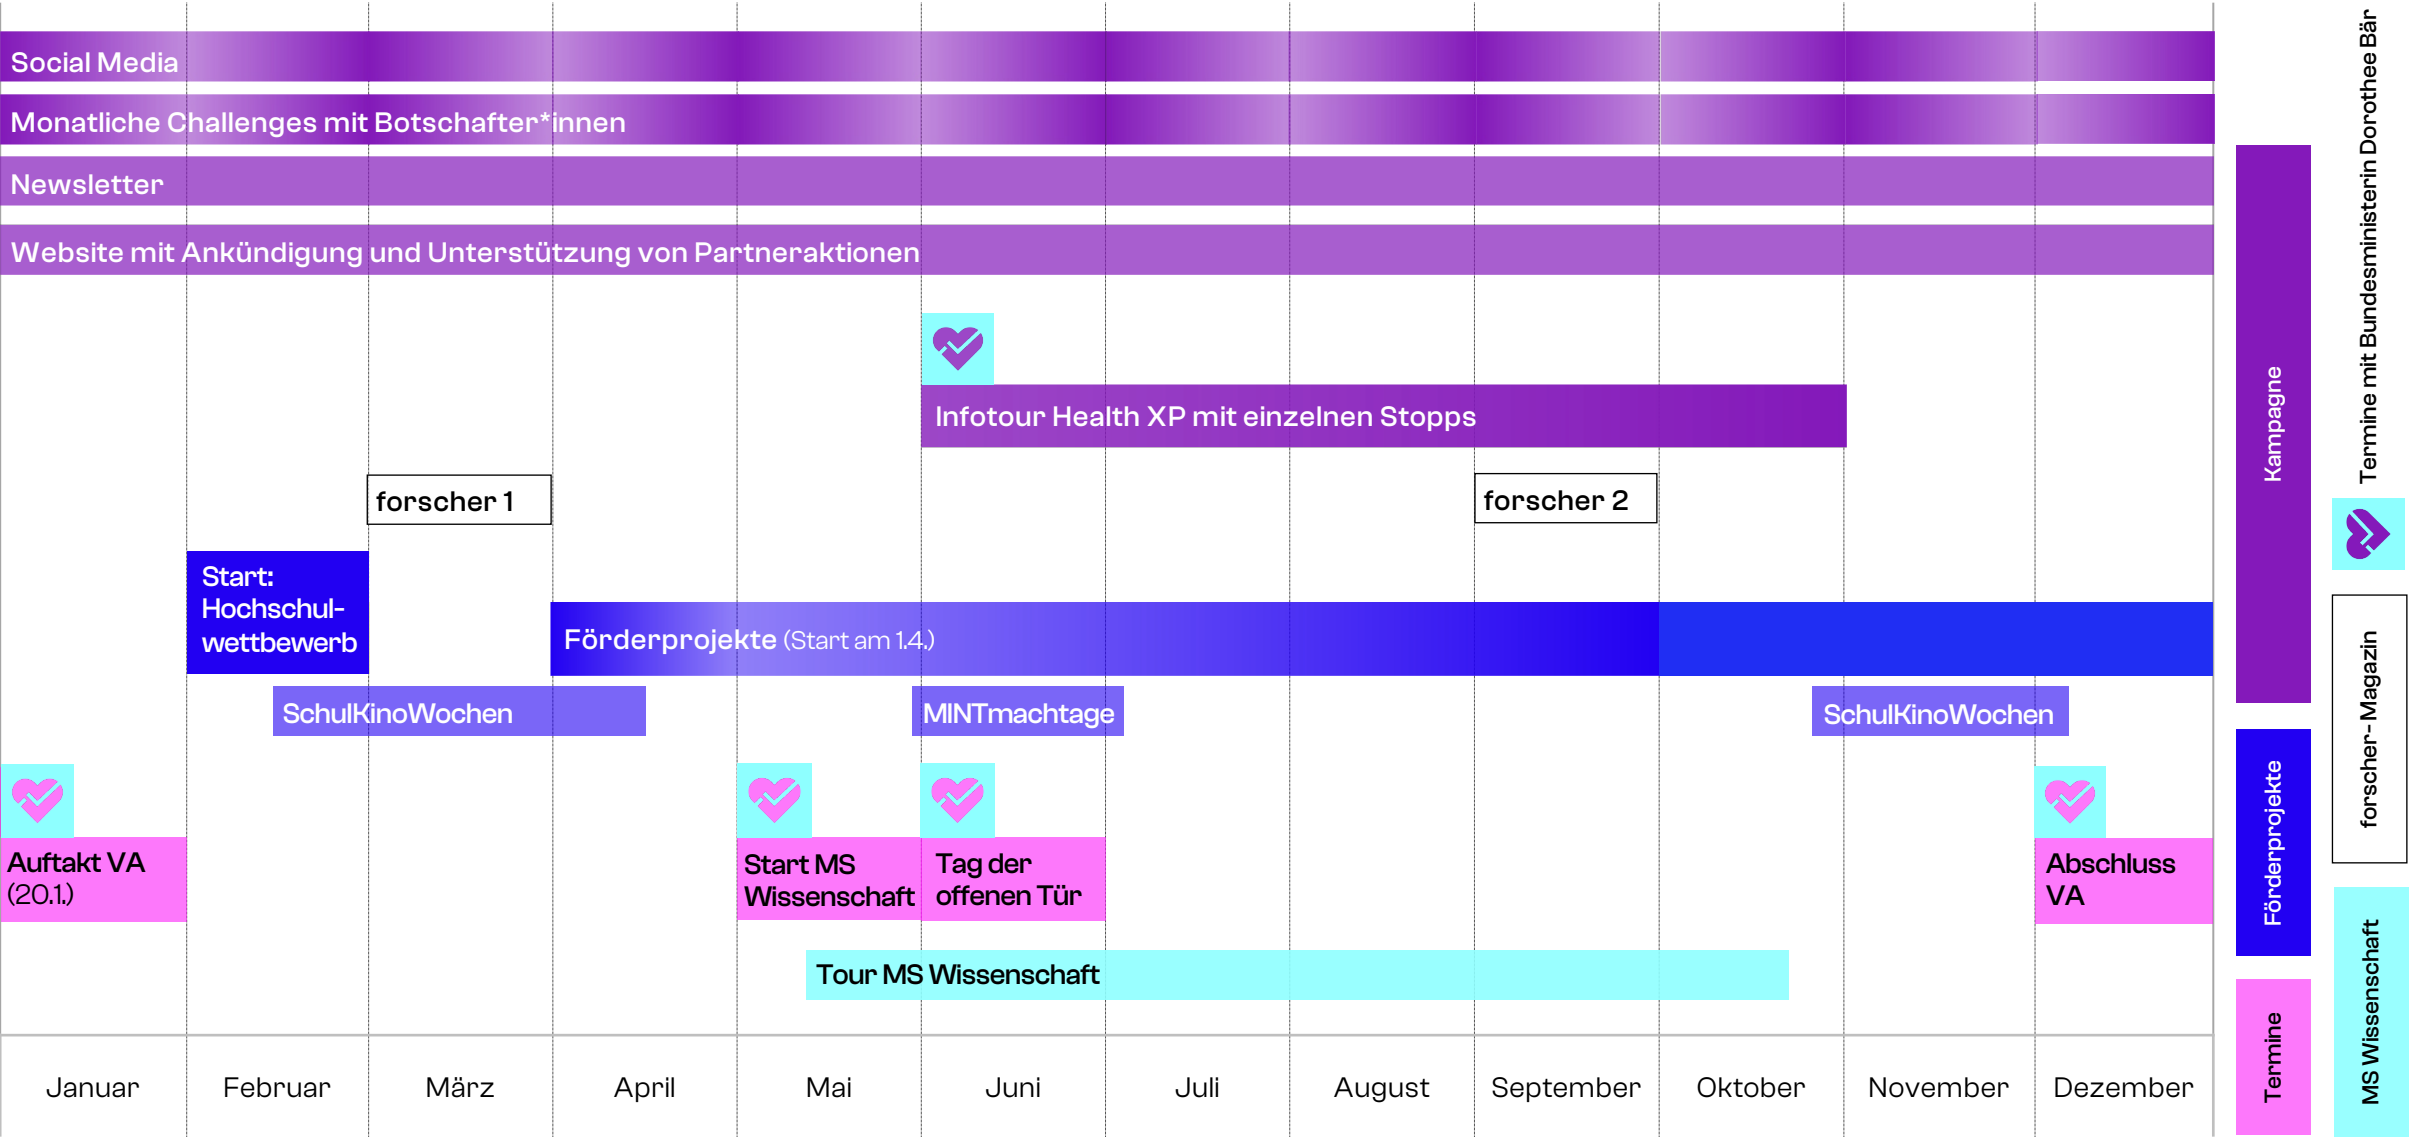 Social Media
Monatliche Challenges mit Botschafter*innen
Newsletter
Website mit Ankündigung und Unterstützung von Partneraktionen
Infotour Health XP mit einzelnen Stopps
forscher 1
forscher 2
Start:
Hochschul-
wettbewerb
Förderprojekte (Start am 1.4.)
SchulKinoWochen
MINTmachtage
SchulKinoWochen
Auftakt VA
(20.1.)
Start MS
Wissenschaft
Tag der
offenen Tür
Abschluss
VA
Tour MS Wissenschaft
Januar
Februar
März
April
Mai
Juni
Juli
August
September
Oktober
November
Dezember
Kampagne
Förderprojekte
Termine
Termine mit Bundesministerin Dorothee Bär
forscher-Magazin
MS Wissenschaft